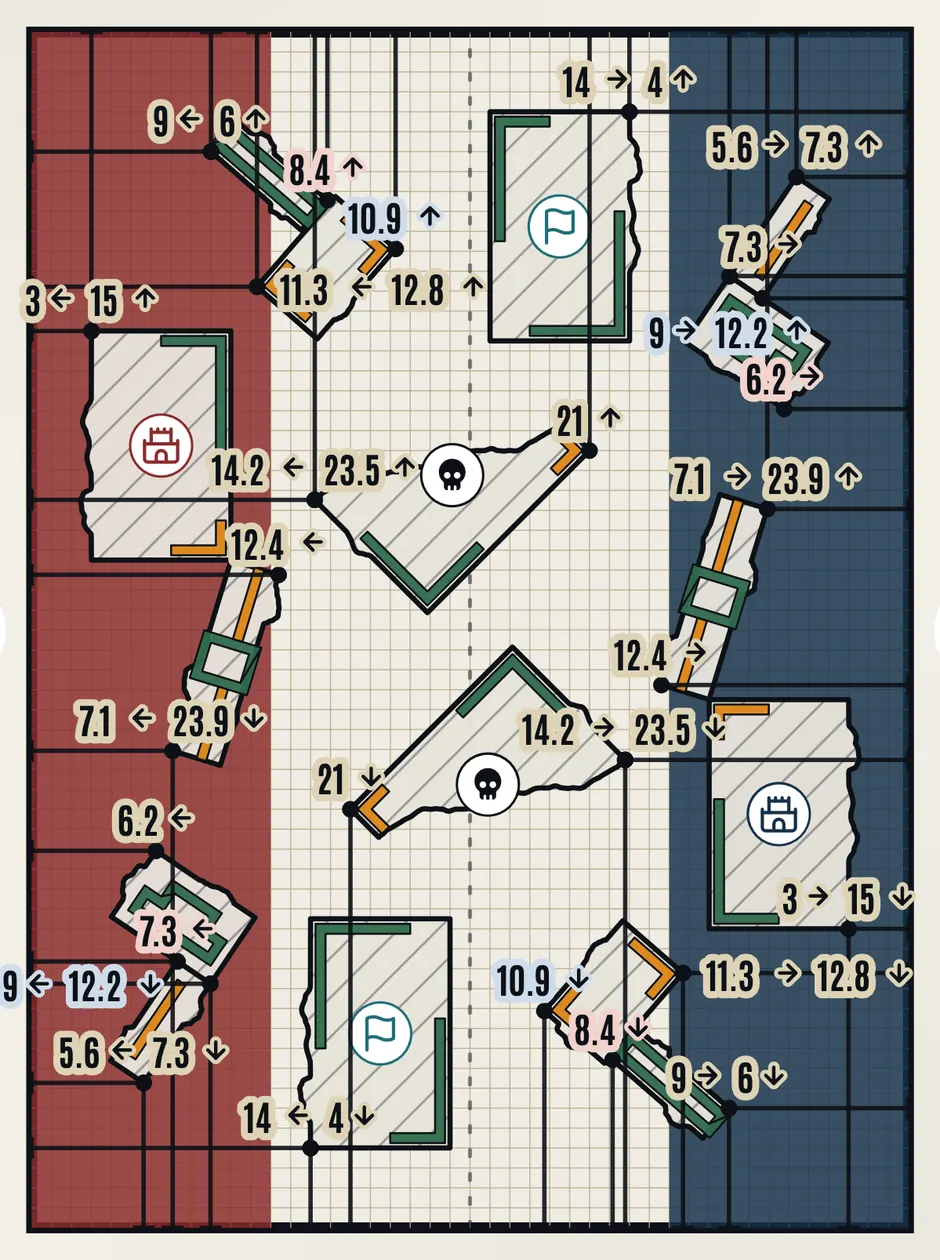 14 → 4 ↑
9 ← 6 ↑
5.6 → 7.3 ↑
8.4 ↑
10.9 ↑
7.3 →
11.3 ← 12.8 ↑
3 ← 15 ↑
9 → 12.2 ↑
6.2 →
21 ↑
14.2 ← 23.5 ↑
7.1 → 23.9 ↑
12.4 ←
12.4 →
7.1 ← 23.9 ↓
14.2 → 23.5 ↓
21 ↓
6.2 ←
3 → 15 ↓
7.3 ←
9 ← 12.2 ↓
10.9 ↓
11.3 → 12.8 ↓
8.4 ↓
5.6 ← 7.3 ↓
9 → 6 ↓
14 ← 4 ↓